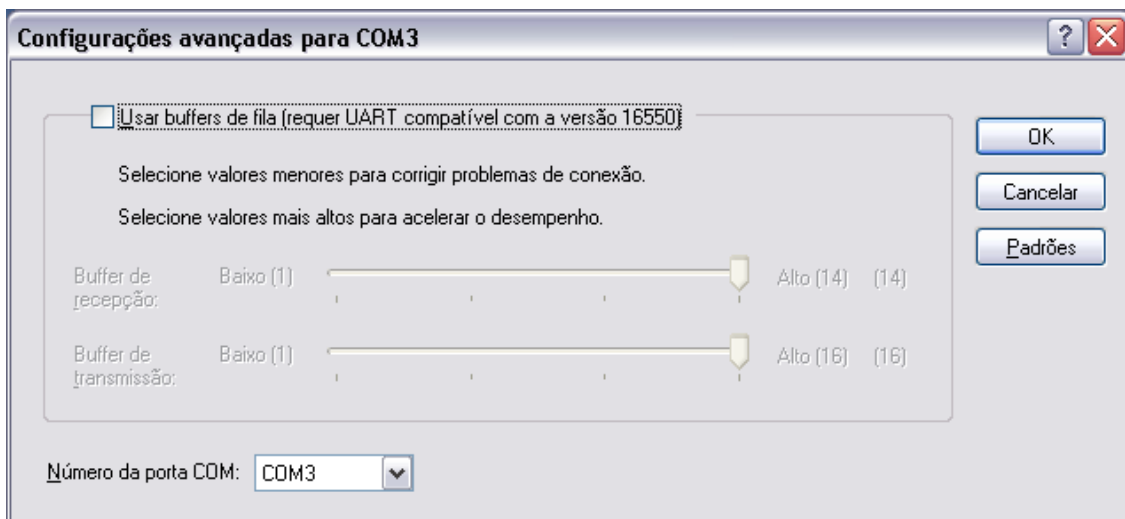 Configurações avançadas para COM3
Usar buffers de fila (requer UART compatível com a versão 16550)
OK
Selecione valores menores para corrigir problemas de conexão.
Cancelar
Selecione valores mais altos para acelerar o desempenho.
Padrões
Buffer de recepção: Baixo (1) Alto (14) (14)
Buffer de transmissão: Baixo (1) Alto (16) (16)
Número da porta COM: COM3